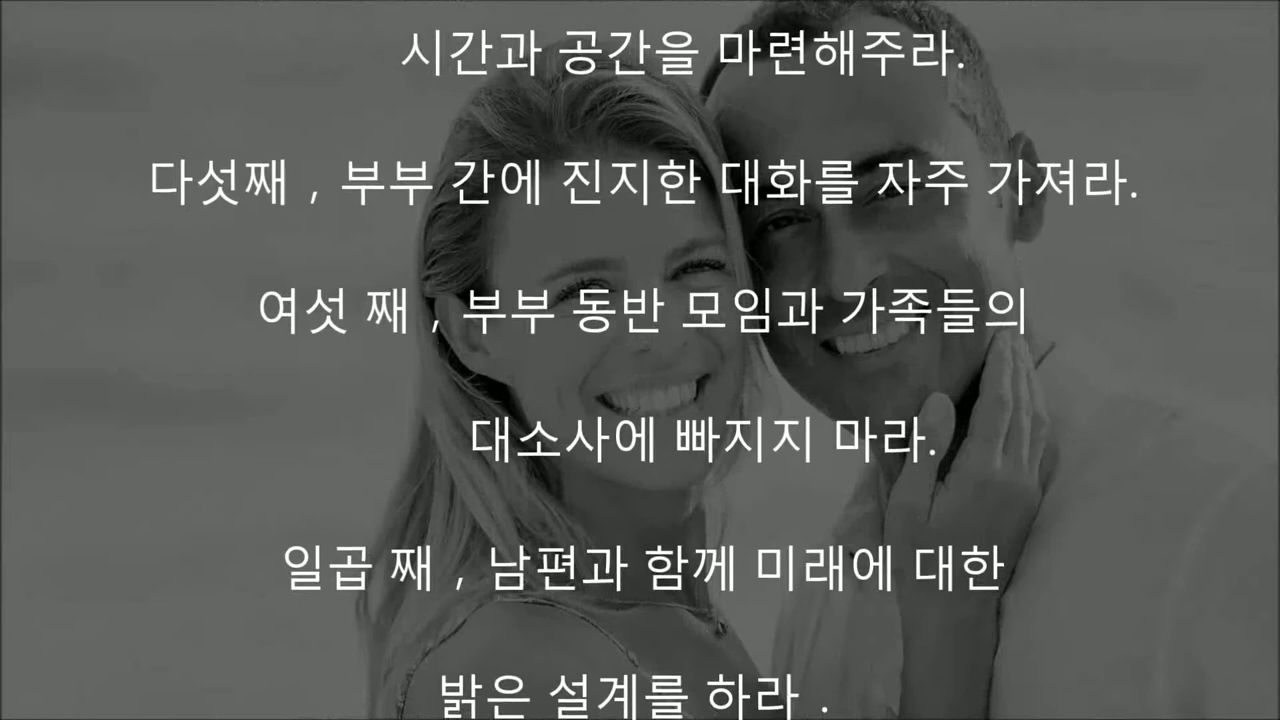 시간과 공간을 마련해주라.
다섯째 , 부부 간에 진지한 대화를 자주 가져라.
여섯 째 , 부부 동반 모임과 가족들의
대소사에 빠지지 마라.
일곱 째 , 남편과 함께 미래에 대한
밝은 설계를 하라 .